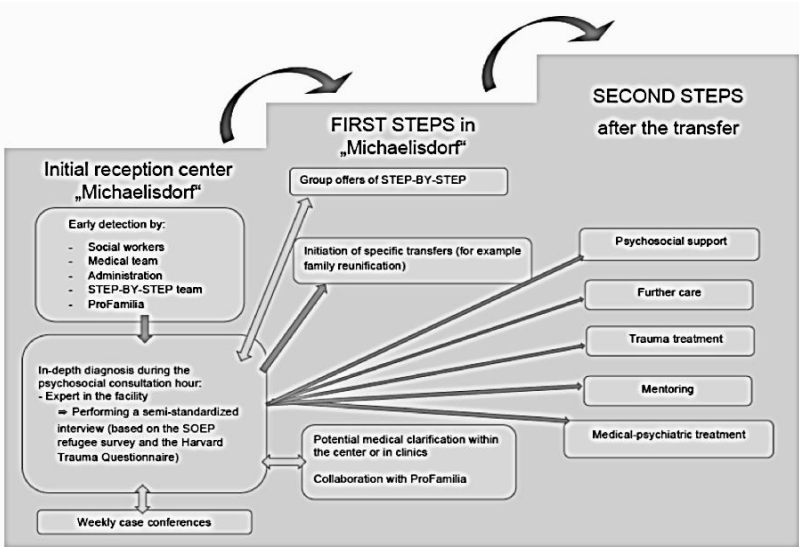 Initial reception center
„Michaelisdorf“
Early detection by:
- Social workers
- Medical team
- Administration
- STEP-BY-STEP team
- ProFamilia
In-depth diagnosis during the
psychosocial consultation hour:
- Expert in the facility
⇒ Performing a semi-standardized
interview (based on the SOEP
refugee survey and the Harvard
Trauma Questionnaire)
Weekly case conferences
FIRST STEPS in
„Michaelisdorf“
Group offers of STEP-BY-STEP
Initiation of specific transfers (for example
family reunification)
Potential medical clarification within
the center or in clinics
Collaboration with ProFamilia
SECOND STEPS
after the transfer
Psychosocial support
Further care
Trauma treatment
Mentoring
Medical-psychiatric treatment